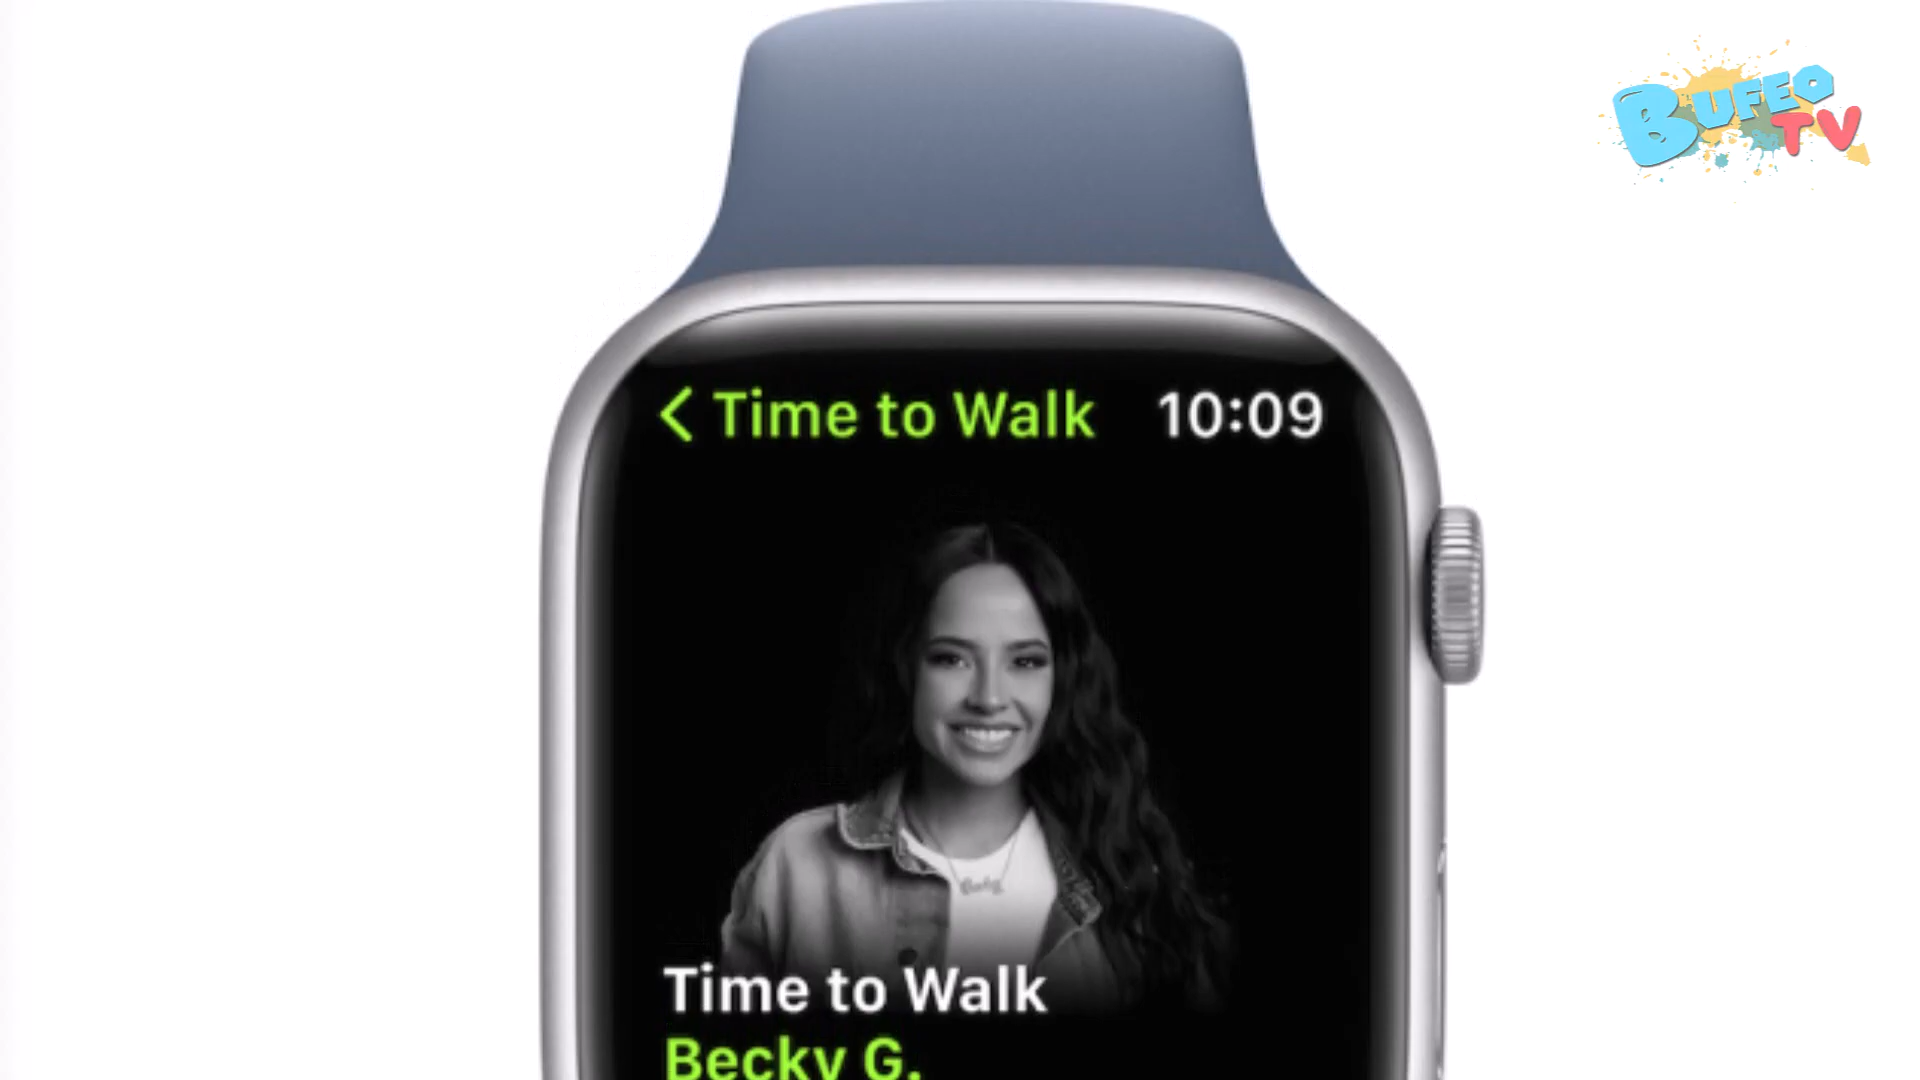 BUFEO
TV
Time to Walk
10:09
Time to Walk
Becky G.